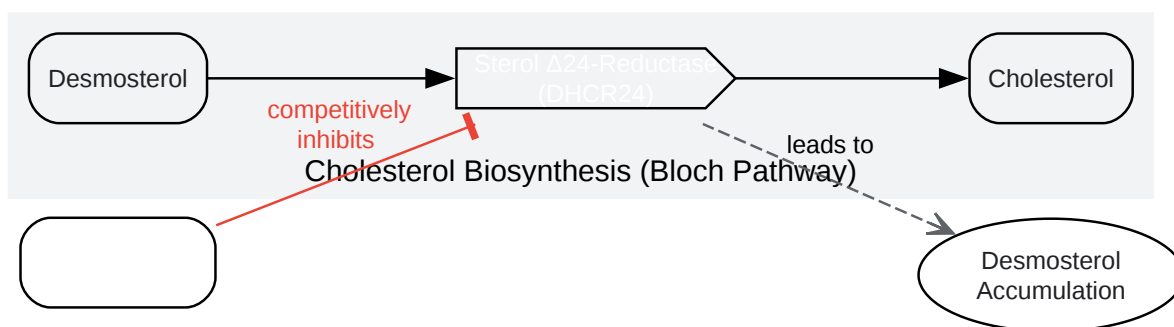 Desmosterol
Sterol Δ24-Reductase
(DHCR24)
Cholesterol
competitively
inhibits
leads to
Cholesterol Biosynthesis (Bloch Pathway)
Desmosterol
Accumulation